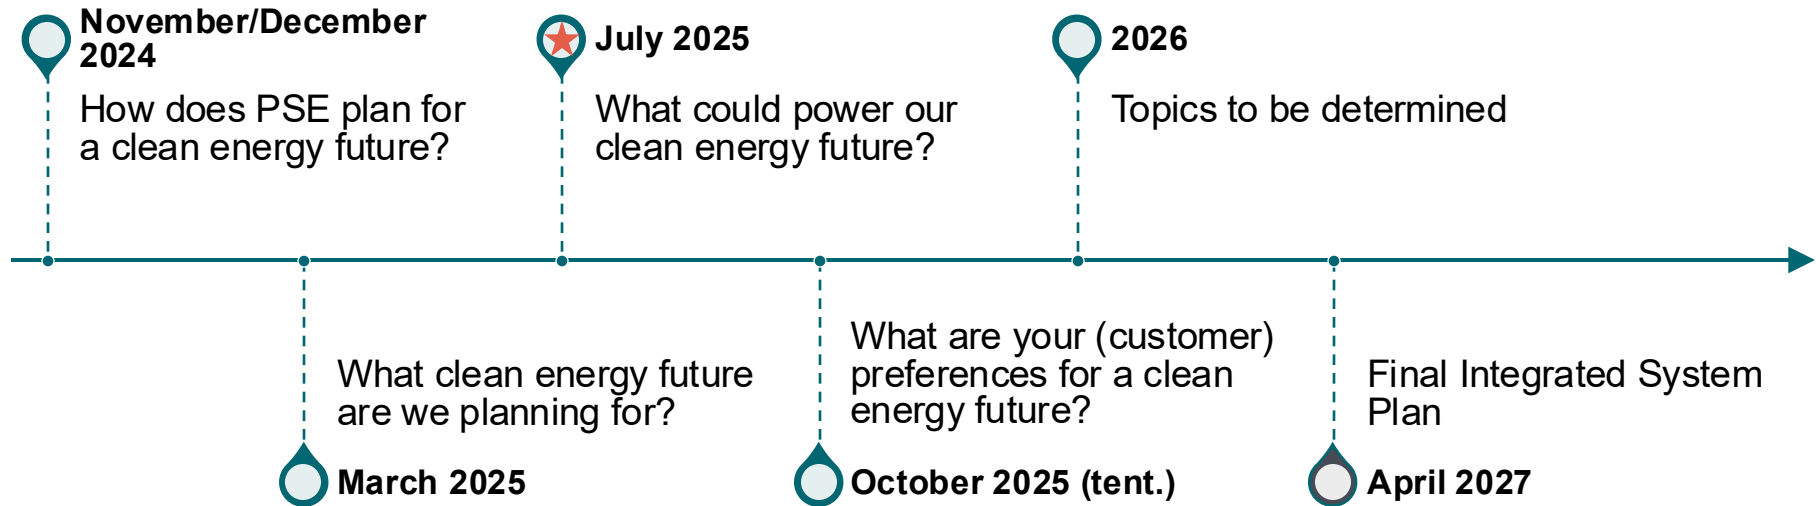 November/December
2024
How does PSE plan for
a clean energy future?
July 2025
What could power our
clean energy future?
2026
Topics to be determined
What clean energy future
are we planning for?
March 2025
What are your (customer)
preferences for a clean
energy future?
October 2025 (tent.)
Final Integrated System
Plan
April 2027